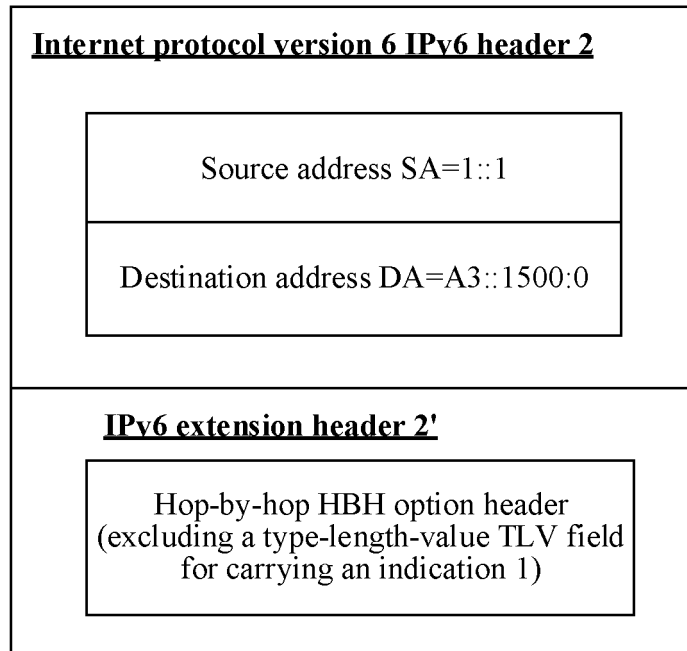 Internet protocol version 6 IPv6 header 2
Source address SA=1::1
Destination address DA=A3::1500:0
IPv6 extension header 2'
Hop-by-hop HBH option header
(excluding a type-length-value TLV field
for carrying an indication 1)